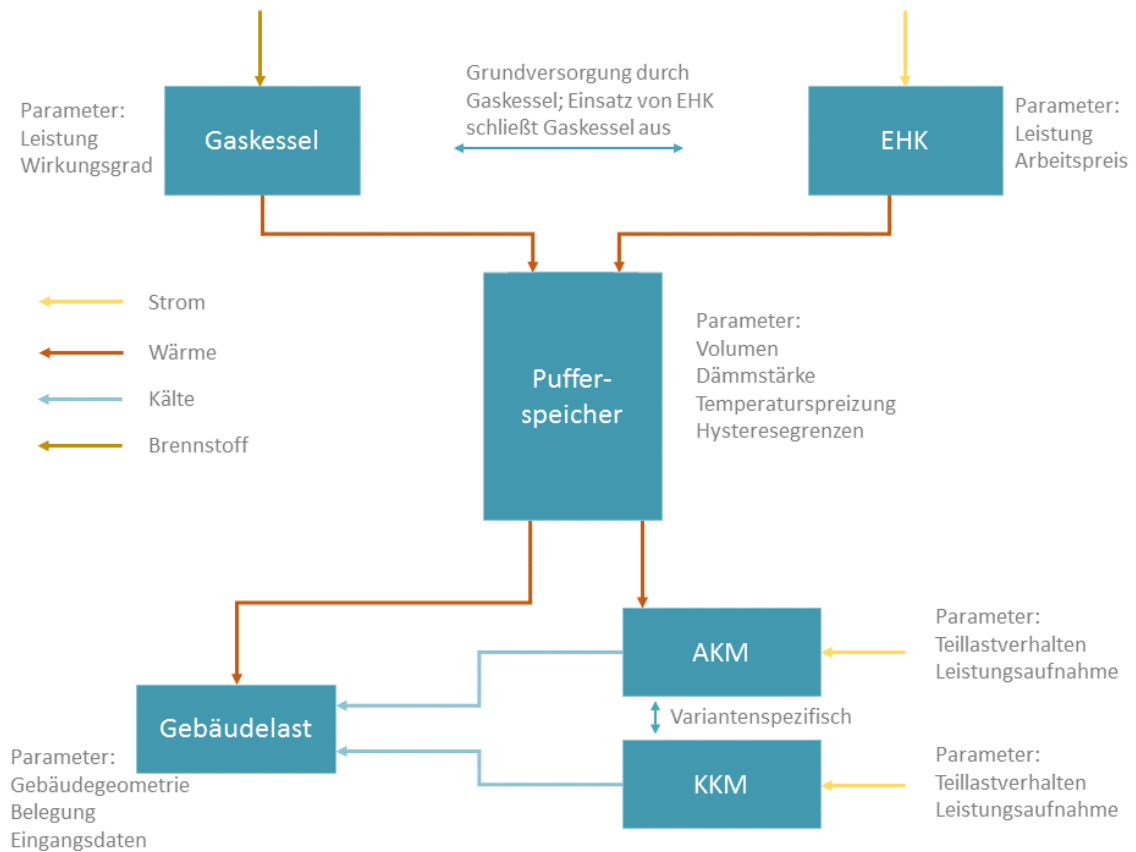 Grundversorgung durch
Gaskessel; Einsatz von EHK
schließt Gaskessel aus
Parameter:
Leistung
Wirkungsgrad
Gaskessel
EHK
Parameter:
Leistung
Arbeitspreis
Strom
Wärme
Kälte
Brennstoff
Puffer-
speicher
Parameter:
Volumen
Dämmstärke
Temperaturspreizung
Hysteresegrenzen
AKM
Parameter:
Teillastverhalten
Leistungsaufnahme
Variantenspezifisch
Gebäudelast
Parameter:
Gebäudegeometrie
Belegung
Eingangsdaten
KKM
Parameter:
Teillastverhalten
Leistungsaufnahme